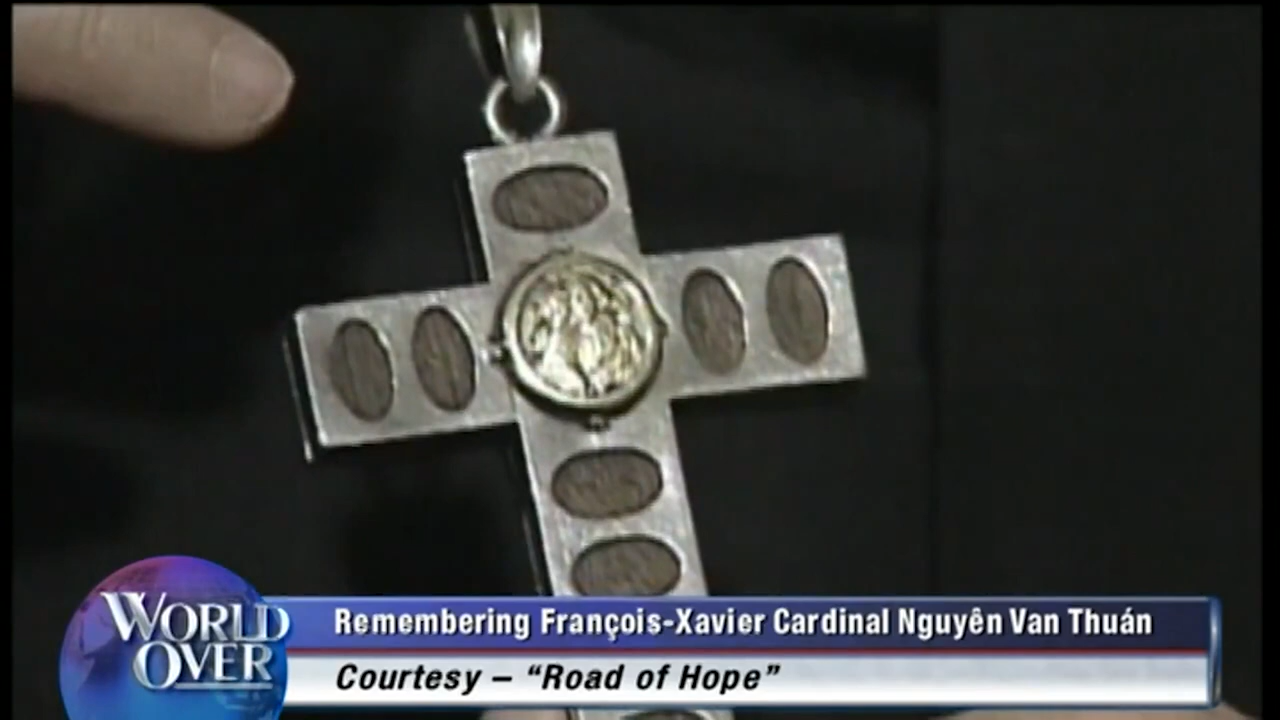 WORLD
OVER
Remembering François-Xavier Cardinal Nguyên Van Thuán
Courtesy – “Road of Hope”